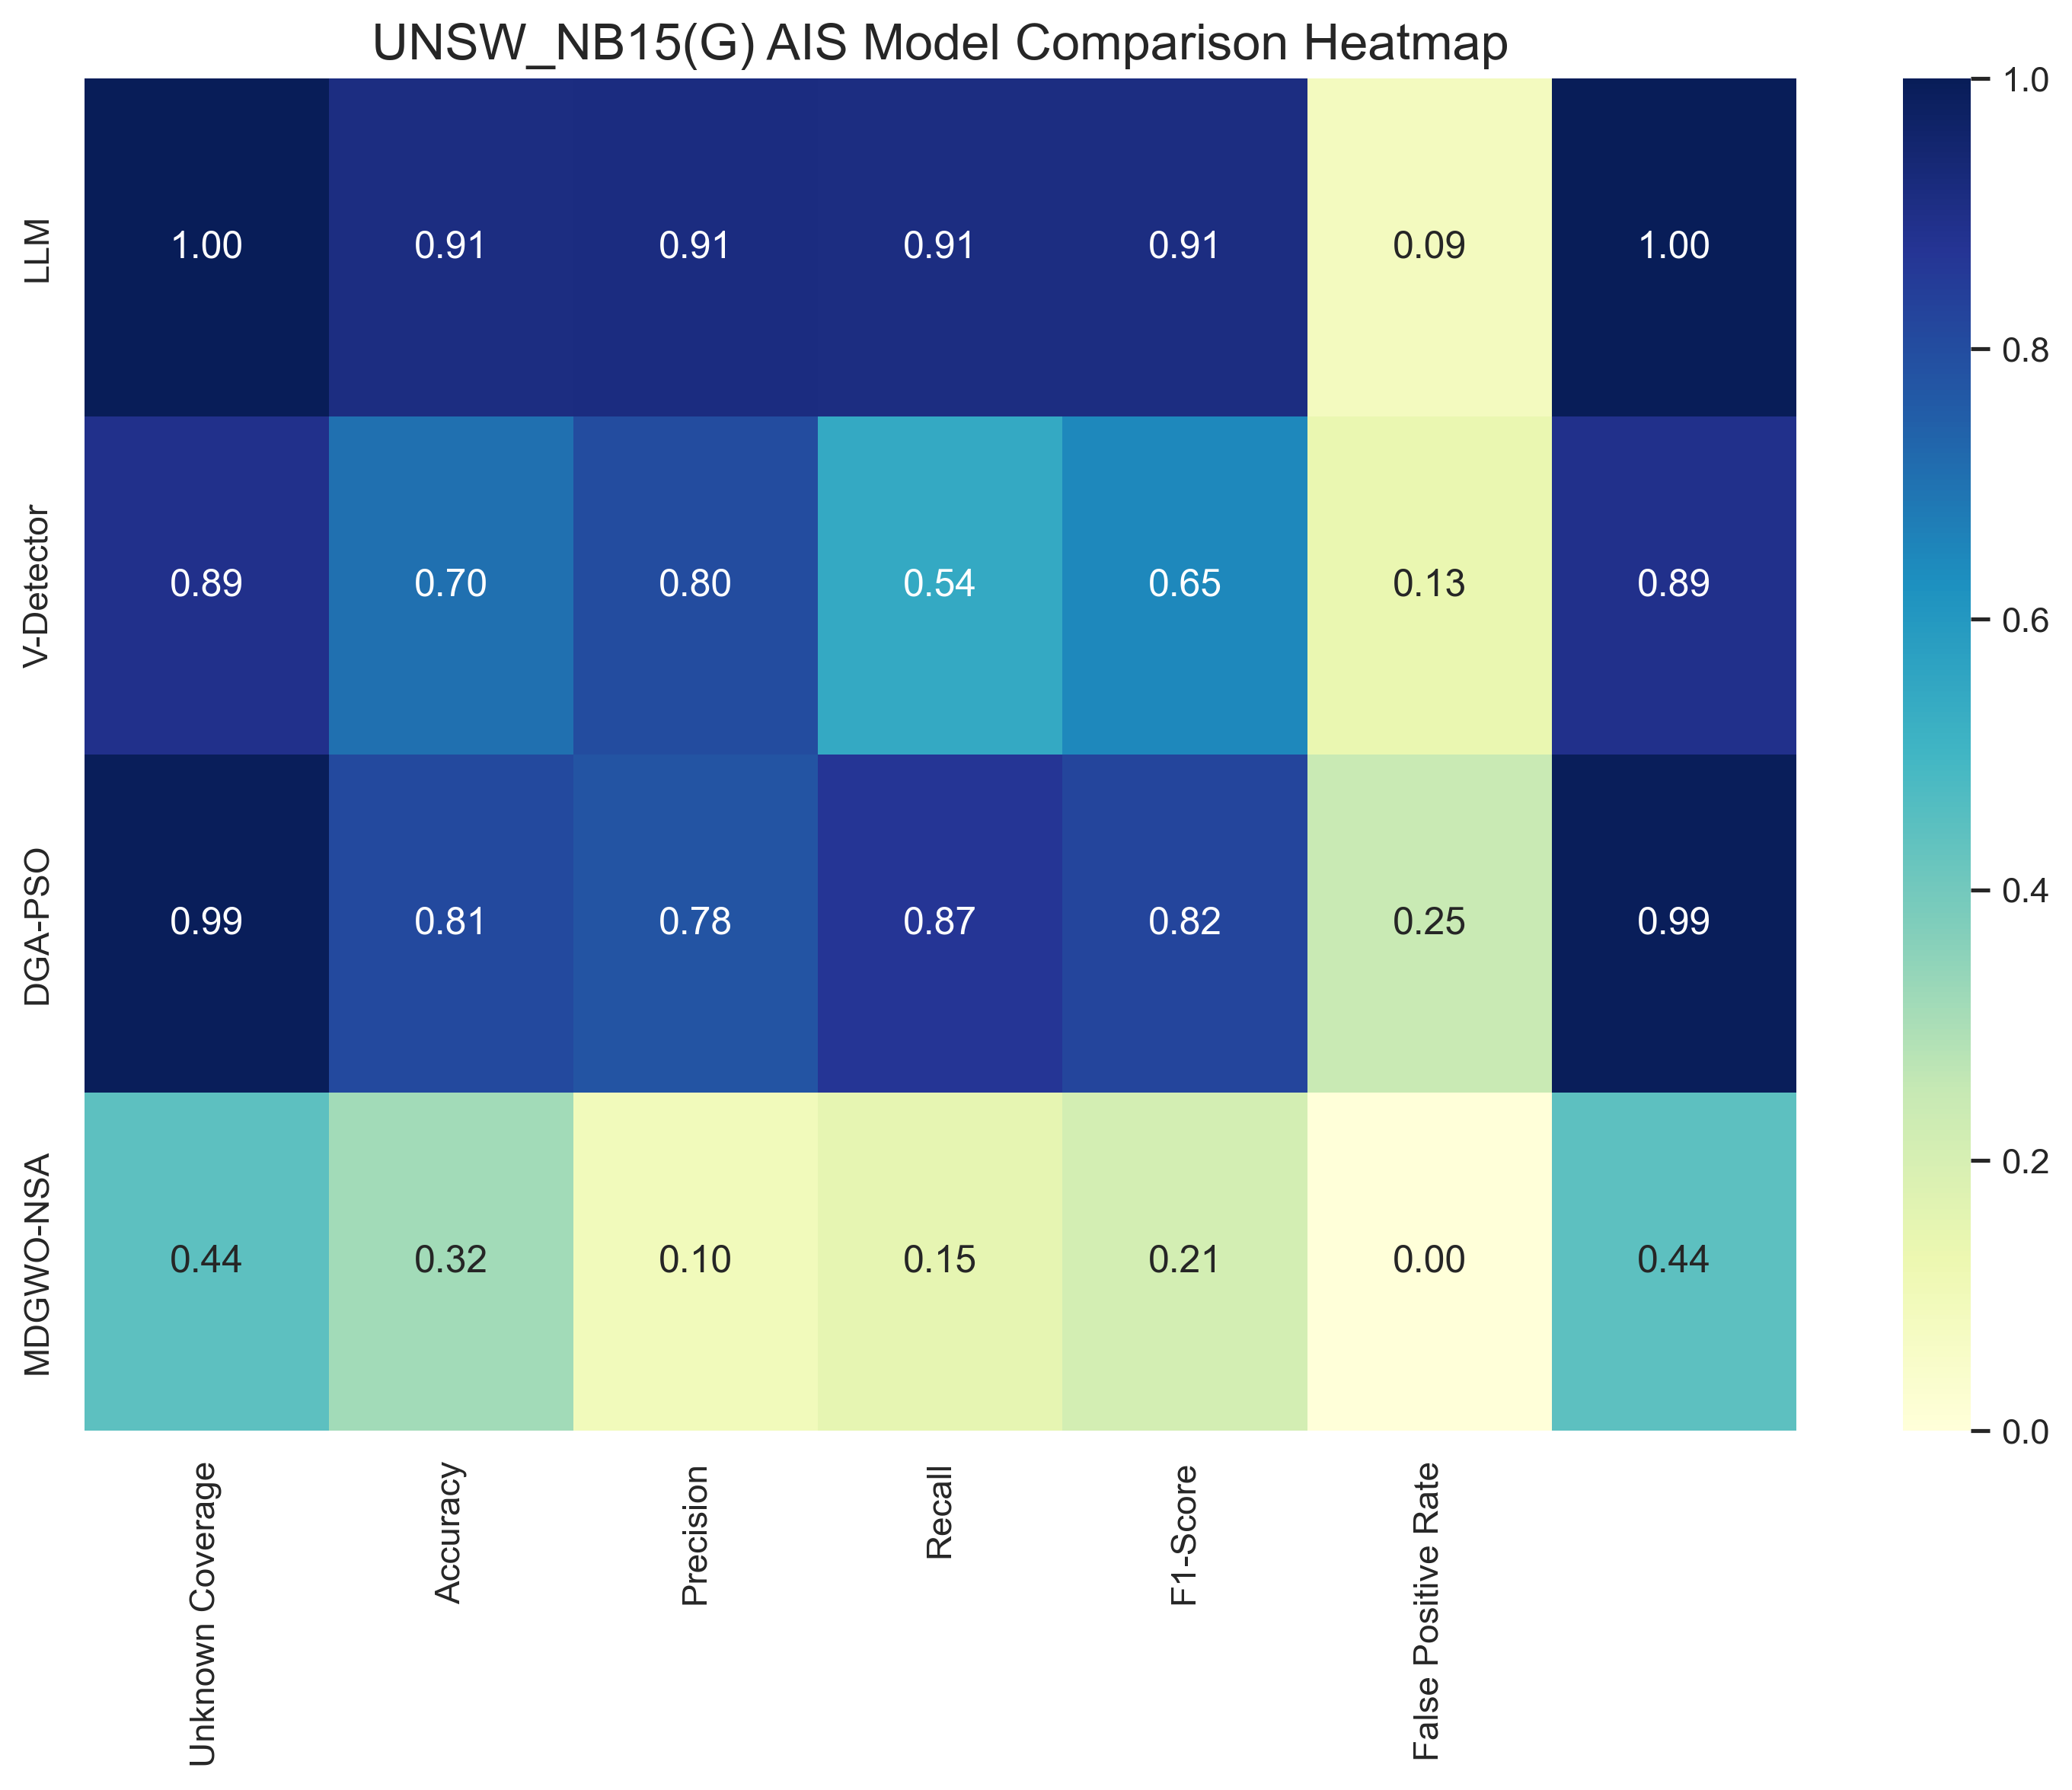 UNSW_NB15(G) AIS Model Comparison Heatmap
LLM 1.00 0.91 0.91 0.91 0.91 0.09 1.00
V-Detector 0.89 0.70 0.80 0.54 0.65 0.13 0.89
DGA-PSO 0.99 0.81 0.78 0.87 0.82 0.25 0.99
MDGWO-NSA 0.44 0.32 0.10 0.15 0.21 0.00 0.44
Unknown Coverage
Accuracy
Precision
Recall
F1-Score
False Positive Rate
1.0
0.8
0.6
0.4
0.2
0.0